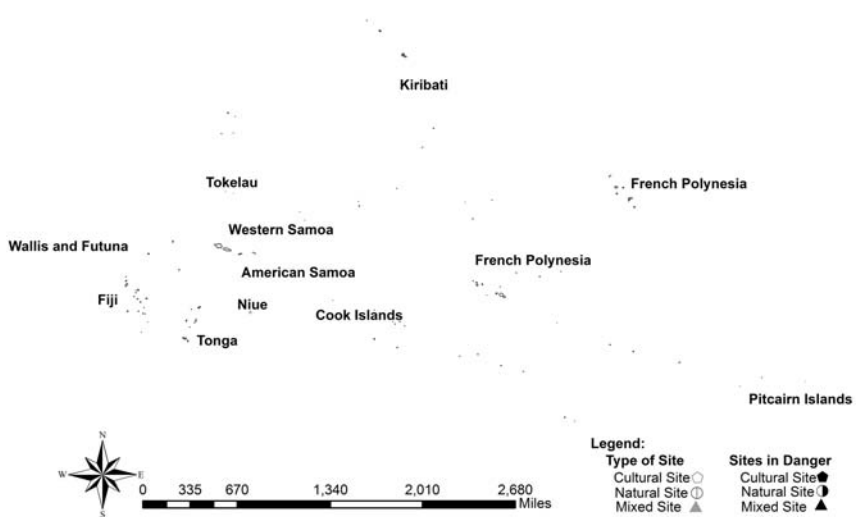 Kiribati
Tokelau
French Polynesia
Western Samoa
Wallis and Futuna
French Polynesia
American Samoa
Fiji
Niue
Cook Islands
Tonga
Pitcairn Islands
N
W E
S
0 335 670 1,340 2,010 2,680
Miles
Legend:
Type of Site Sites in Danger
Cultural Site Cultural Site
Natural Site Natural Site
Mixed Site Mixed Site